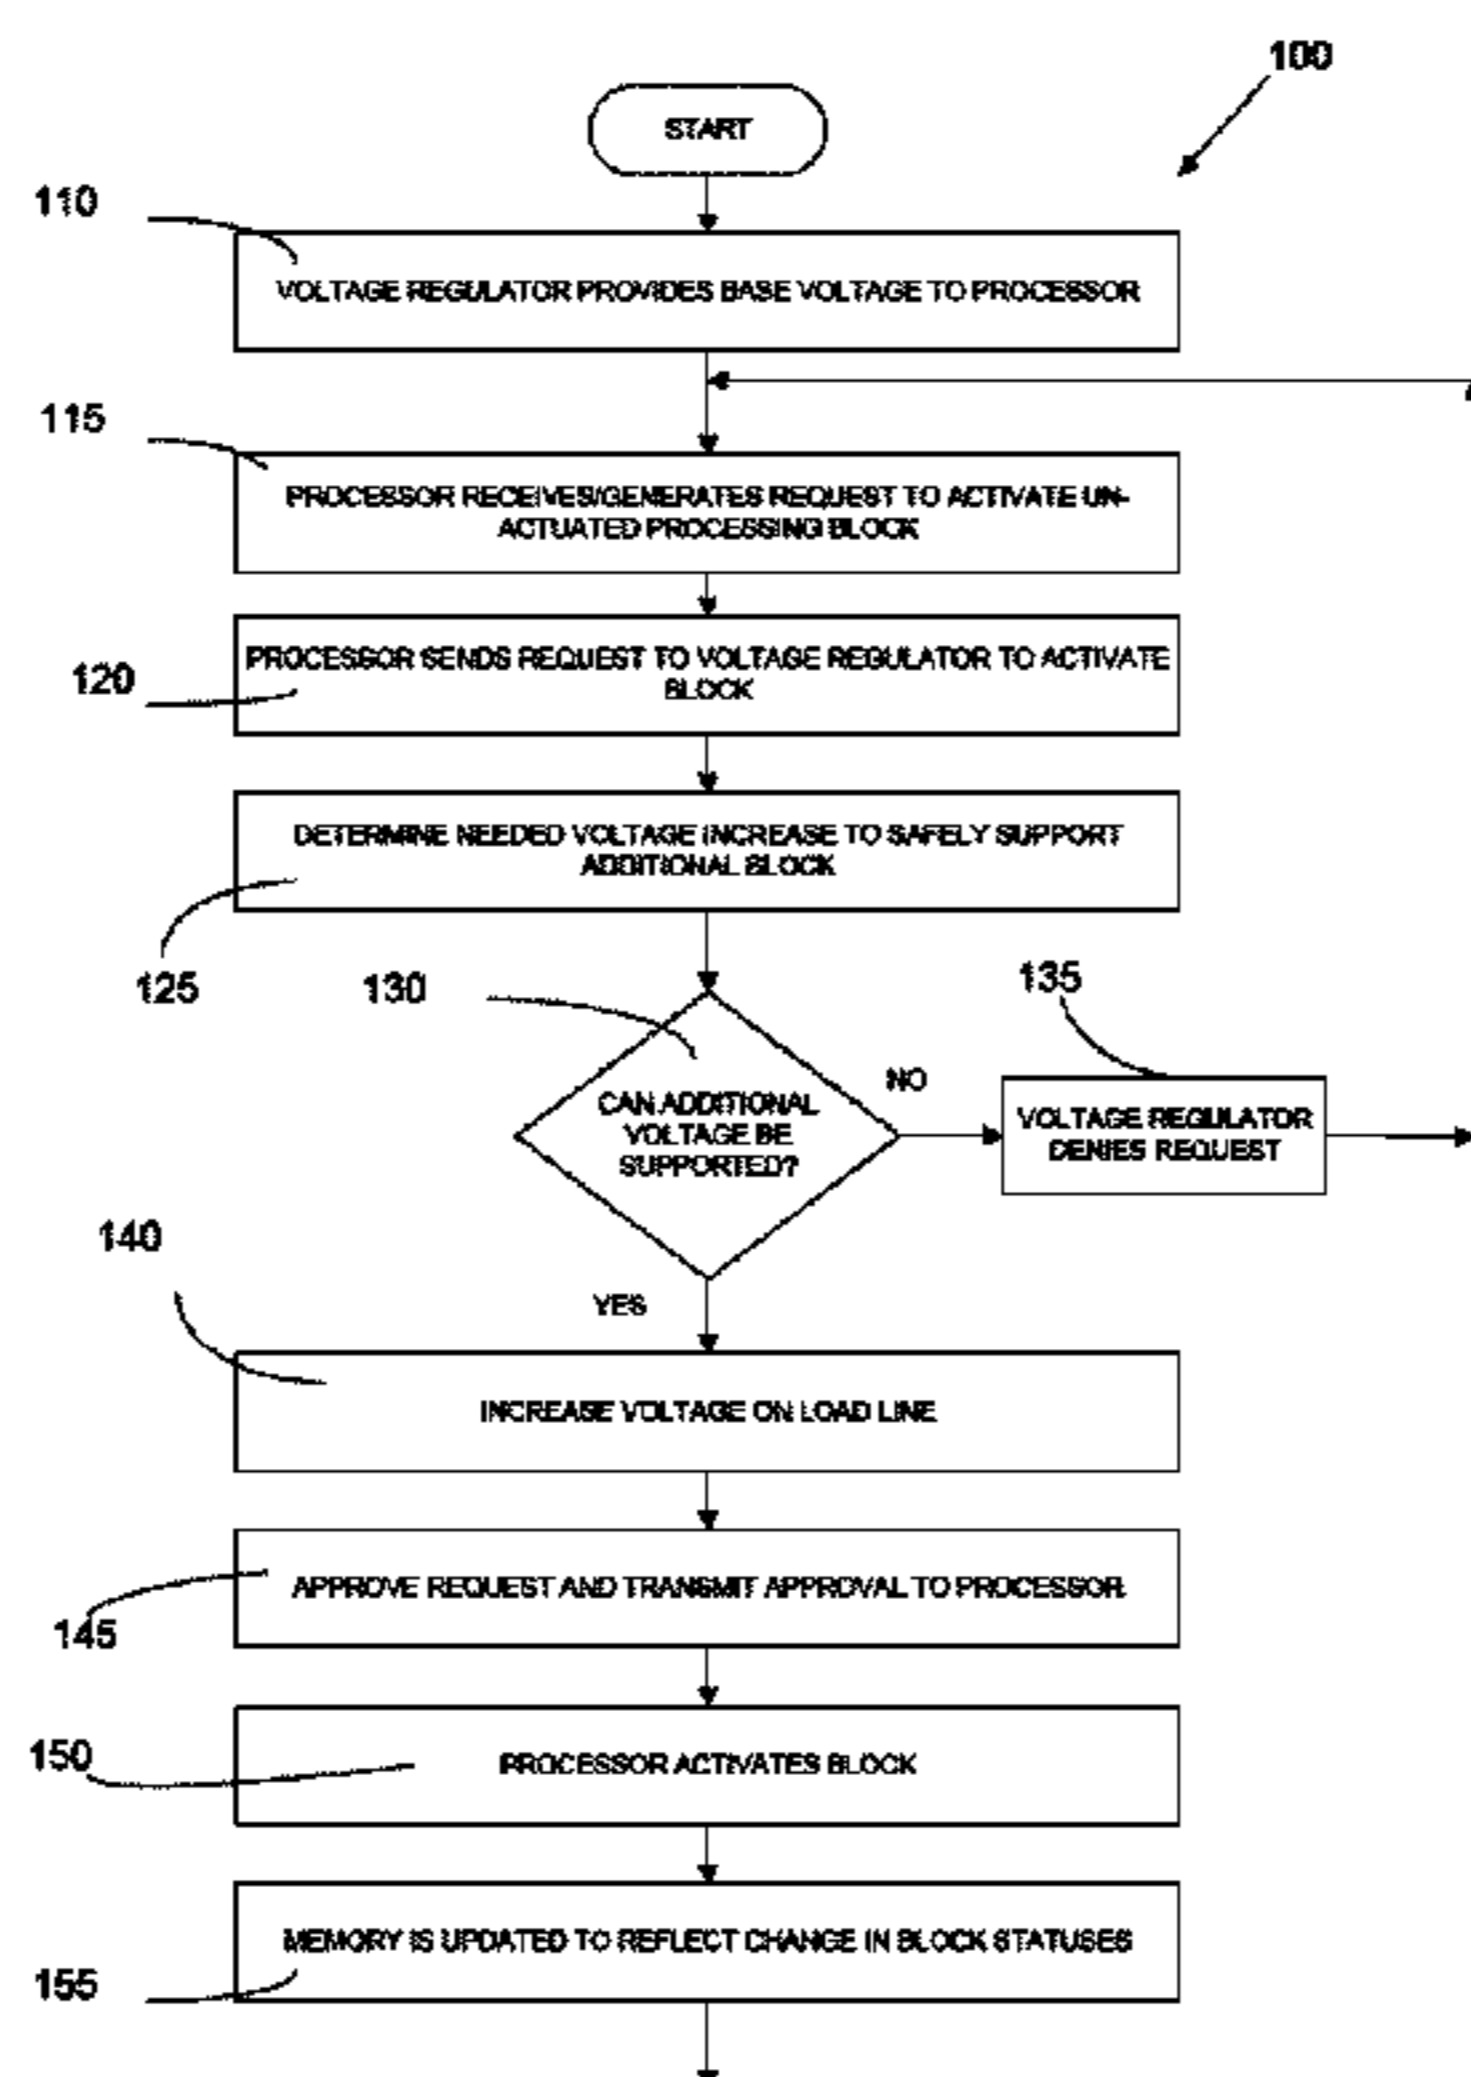 100
START
110
VOLTAGE REGULATOR PROVIDES BASE VOLTAGE TO PROCESSOR
115
PROCESSOR RECEIVES/GENERATES REQUEST TO ACTIVATE UN-
ACTUATED PROCESSING BLOCK
120
PROCESSOR SENDS REQUEST TO VOLTAGE REGULATOR TO ACTIVATE
BLOCK
DETERMINE NEEDED VOLTAGE INCREASE TO SAFELY SUPPORT
ADDITIONAL BLOCK
125
130
135
CAN ADDITIONAL
VOLTAGE BE
SUPPORTED?
NO
VOLTAGE REGULATOR
DENIES REQUEST
140
YES
INCREASE VOLTAGE ON LOAD LINE
APPROVE REQUEST AND TRANSMIT APPROVAL TO PROCESSOR
145
150
PROCESSOR ACTIVATES BLOCK
MEMORY IS UPDATED TO REFLECT CHANGE IN BLOCK STATUSES
155